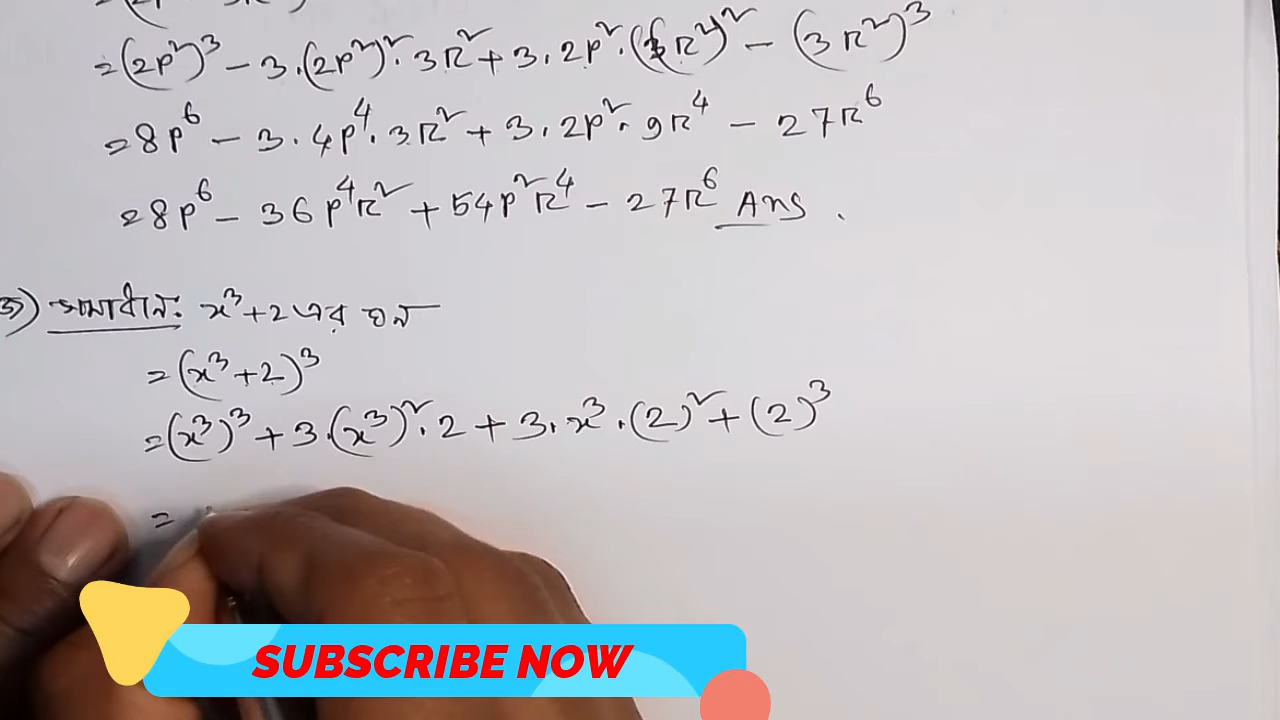 = (2p²)³ − 3.(2p²)².3r² + 3.2p².(3r²)² − (3r²)³
= 8p⁶ − 3.4p⁴.3r² + 3.2p².9r⁴ − 27r⁶
= 8p⁶ − 36p⁴r² + 54p²r⁴ − 27r⁶ Ans.
সমাধান: x³+2 এর ঘন
= (x³+2)³
= (x³)³ + 3.(x³)².2 + 3.x³.(2)² + (2)³
=
SUBSCRIBE NOW